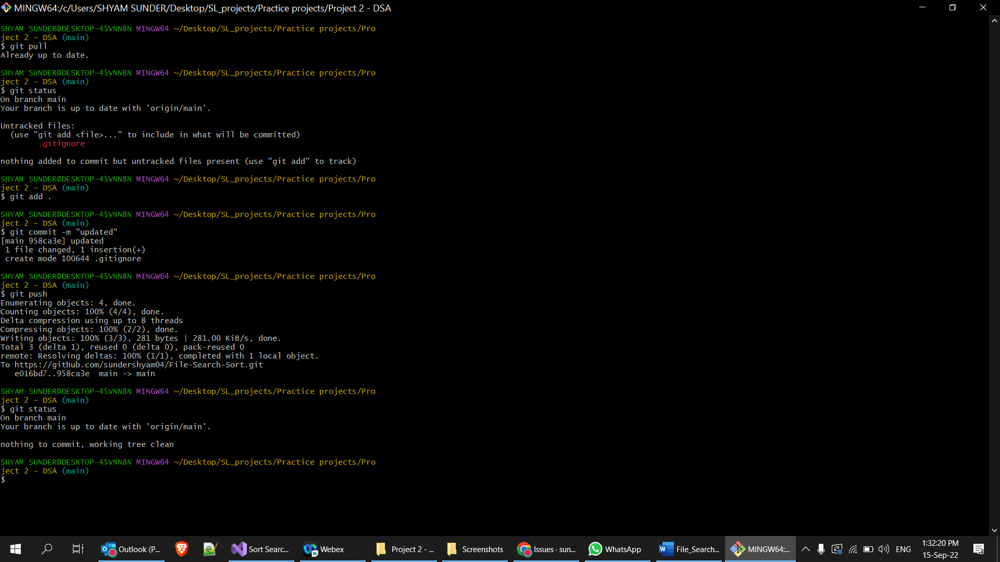 MINGW64:/c/Users/SHYAM SUNDER/Desktop/SL_projects/Practice projects/Project 2 - DSA
SHYAM SUNDER@DESKTOP-45VNN8N MINGW64 ~/Desktop/SL_projects/Practice projects/Pro
ject 2 - DSA (main)
$ git pull
Already up to date.
SHYAM SUNDER@DESKTOP-45VNN8N MINGW64 ~/Desktop/SL_projects/Practice projects/Pro
ject 2 - DSA (main)
$ git status
On branch main
Your branch is up to date with 'origin/main'.
Untracked files:
  (use "git add <file>..." to include in what will be committed)
        .gitignore
nothing added to commit but untracked files present (use "git add" to track)
SHYAM SUNDER@DESKTOP-45VNN8N MINGW64 ~/Desktop/SL_projects/Practice projects/Pro
ject 2 - DSA (main)
$ git add .
SHYAM SUNDER@DESKTOP-45VNN8N MINGW64 ~/Desktop/SL_projects/Practice projects/Pro
ject 2 - DSA (main)
$ git commit -m "updated"
[main 958ca3e] updated
 1 file changed, 1 insertion(+)
 create mode 100644 .gitignore
SHYAM SUNDER@DESKTOP-45VNN8N MINGW64 ~/Desktop/SL_projects/Practice projects/Pro
ject 2 - DSA (main)
$ git push
Enumerating objects: 4, done.
Counting objects: 100% (4/4), done.
Delta compression using up to 8 threads
Compressing objects: 100% (2/2), done.
Writing objects: 100% (3/3), 281 bytes | 281.00 KiB/s, done.
Total 3 (delta 1), reused 0 (delta 0), pack-reused 0
remote: Resolving deltas: 100% (1/1), completed with 1 local object.
To https://github.com/sundershyam04/File-Search-Sort.git
   e016bd7..958ca3e  main -> main
SHYAM SUNDER@DESKTOP-45VNN8N MINGW64 ~/Desktop/SL_projects/Practice projects/Pro
ject 2 - DSA (main)
$ git status
On branch main
Your branch is up to date with 'origin/main'.
nothing to commit, working tree clean
SHYAM SUNDER@DESKTOP-45VNN8N MINGW64 ~/Desktop/SL_projects/Practice projects/Pro
ject 2 - DSA (main)
$
Outlook (P... Sort Searc... Webex Project 2 - ... Screenshots Issues · sun... WhatsApp File_Search... MINGW64:... ENG 1:32:20 PM
15-Sep-22